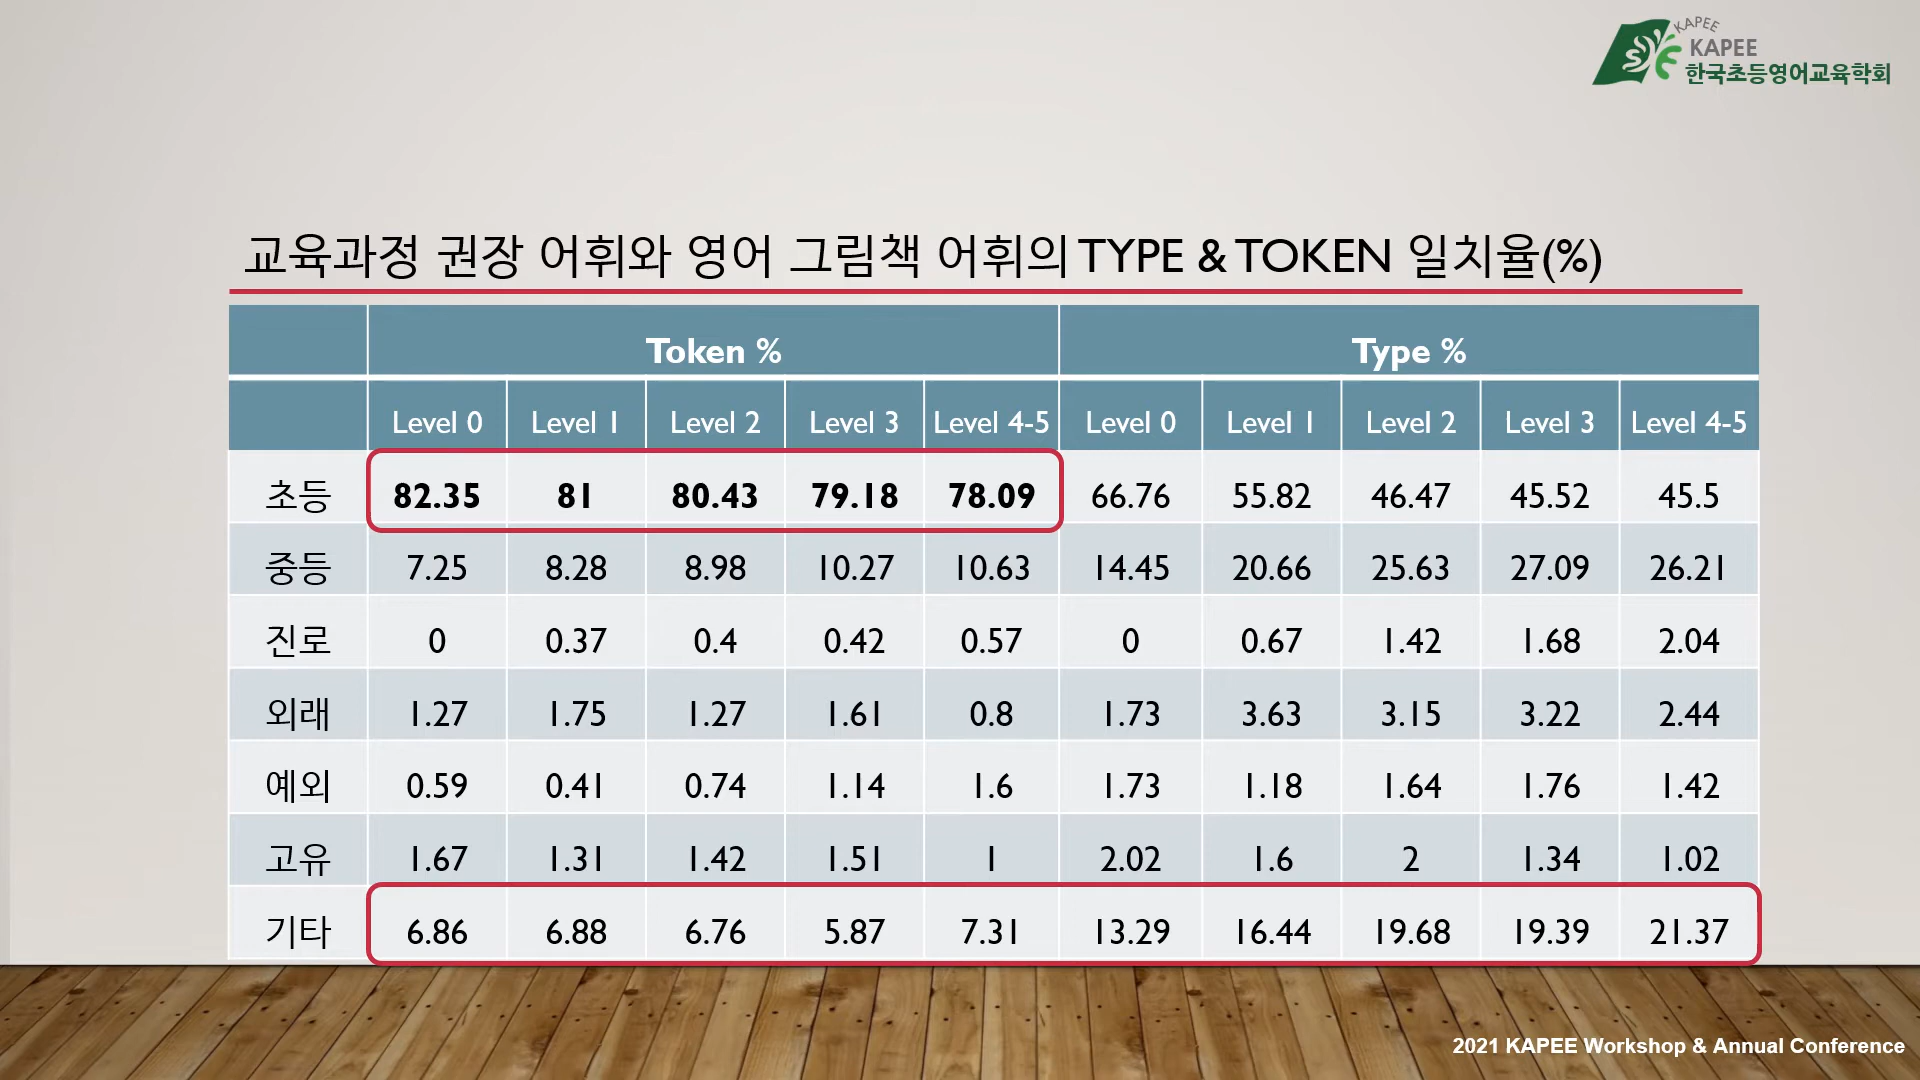 KAPEE
KAPEE
한국초등영어교육학회
교육과정 권장 어휘와 영어 그림책 어휘의 TYPE & TOKEN 일치율(%)
Token % Type %
Level 0 Level 1 Level 2 Level 3 Level 4-5 Level 0 Level 1 Level 2 Level 3 Level 4-5
초등 82.35 81 80.43 79.18 78.09 66.76 55.82 46.47 45.52 45.5
중등 7.25 8.28 8.98 10.27 10.63 14.45 20.66 25.63 27.09 26.21
진로 0 0.37 0.4 0.42 0.57 0 0.67 1.42 1.68 2.04
외래 1.27 1.75 1.27 1.61 0.8 1.73 3.63 3.15 3.22 2.44
예외 0.59 0.41 0.74 1.14 1.6 1.73 1.18 1.64 1.76 1.42
고유 1.67 1.31 1.42 1.51 1 2.02 1.6 2 1.34 1.02
기타 6.86 6.88 6.76 5.87 7.31 13.29 16.44 19.68 19.39 21.37
2021 KAPEE Workshop & Annual Conference